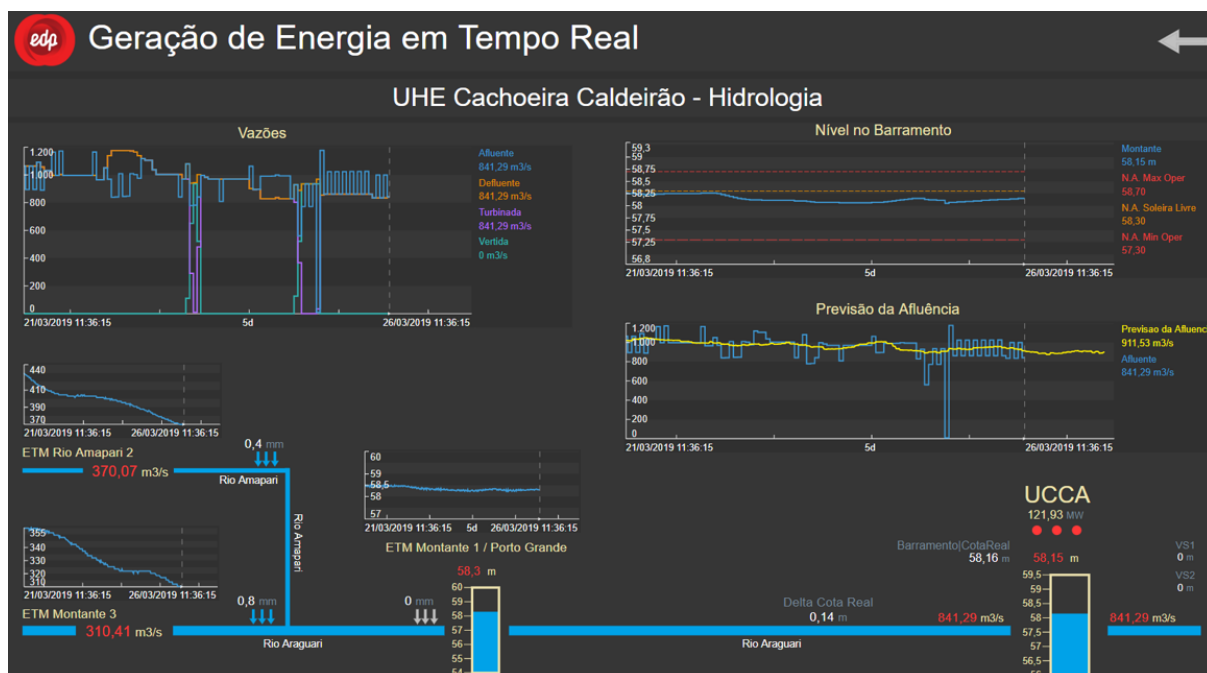 edp
Geração de Energia em Tempo Real
UHE Cachoeira Caldeirão - Hidrologia
Vazões
1.200
1.000
800
600
400
200
0
21/03/2019 11:36:15 5d 26/03/2019 11:36:15
Afluente
841,29 m3/s
Defluente
841,29 m3/s
Turbinada
841,29 m3/s
Vertida
0 m3/s
Nível no Barramento
59,3
59
58,75
58,5
58,25
58
57,75
57,5
57,25
56,8
21/03/2019 11:36:15 5d 26/03/2019 11:36:15
Montante
58,15 m
N.A. Max Oper
58,70
N.A. Soleira Livre
58,30
N.A. Min Oper
57,30
Previsão da Afluência
1.200
1.000
800
600
400
200
0
21/03/2019 11:36:15 5d 26/03/2019 11:36:15
Previsao da Afluenc
911,53 m3/s
Afluente
841,29 m3/s
440
410
390
370
21/03/2019 11:36:15 26/03/2019 11:36:15
ETM Rio Amapari 2
370,07 m3/s
0,4 mm
Rio Amapari
Rio Amapari
355
340
330
320
310
21/03/2019 11:36:15 26/03/2019 11:36:15
ETM Montante 3
310,41 m3/s
0,8 mm
Rio Araguari
0 mm
60
59
58,5
58
57
21/03/2019 11:36:15 5d 26/03/2019 11:36:15
ETM Montante 1 / Porto Grande
58,3 m
60
59
58
57
56
55
54
Delta Cota Real
0,14 m
Rio Araguari
Barramento|CotaReal
58,16 m
841,29 m3/s
UCCA
121,93 MW
58,15 m
59,5
59
58,5
58
57,5
57
56,5
56
VS1
0 m
VS2
0 m
841,29 m3/s